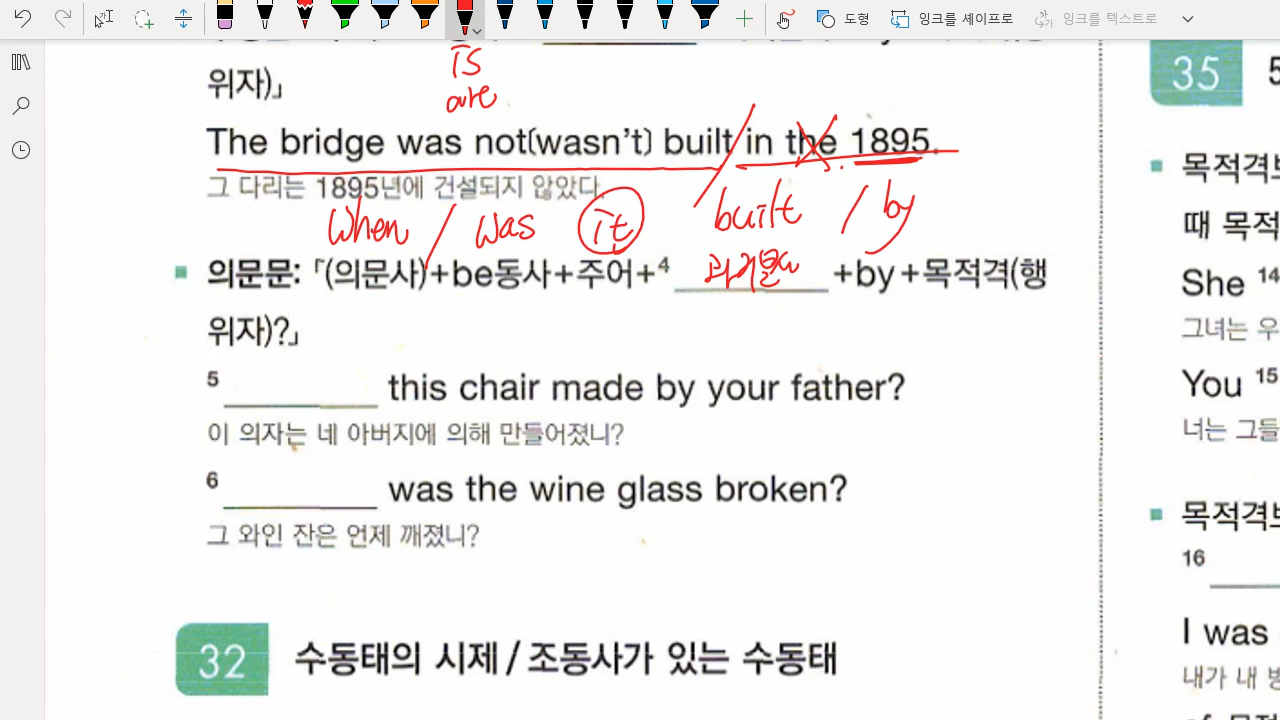 도형
잉크를 셰이프로
잉크를 텍스트로
is
are
위자)」
The bridge was not(wasn't) built in the 1895.
그 다리는 1895년에 건설되지 않았다.
when / was it built / by
과거분사
의문문: 「(의문사)+be동사+주어+⁴ ________ +by+목적격(행
위자)?」
⁵ ________ this chair made by your father?
이 의자는 네 아버지에 의해 만들어졌니?
⁶ ________ was the wine glass broken?
그 와인 잔은 언제 깨졌니?
32 수동태의 시제 / 조동사가 있는 수동태
35 5
목적격보
때 목적
She ¹⁴
그녀는 우
You ¹⁵
너는 그들
목적격보
¹⁶ ________
I was
내가 내